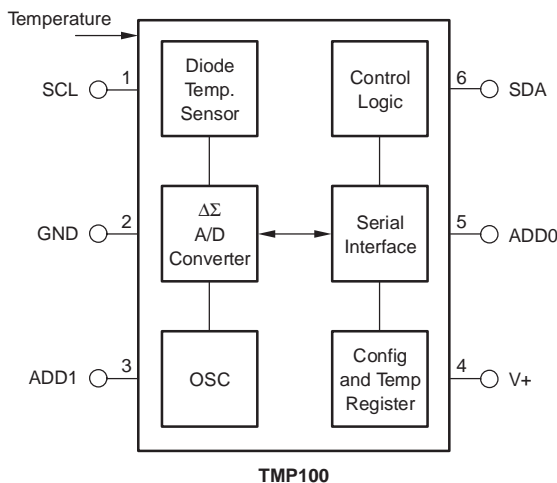 Temperature
SCL
1
Diode
Temp.
Sensor
Control
Logic
6
SDA
GND
2
ΔΣ
A/D
Converter
Serial
Interface
5
ADD0
ADD1
3
OSC
Config
and Temp
Register
4
V+
TMP100